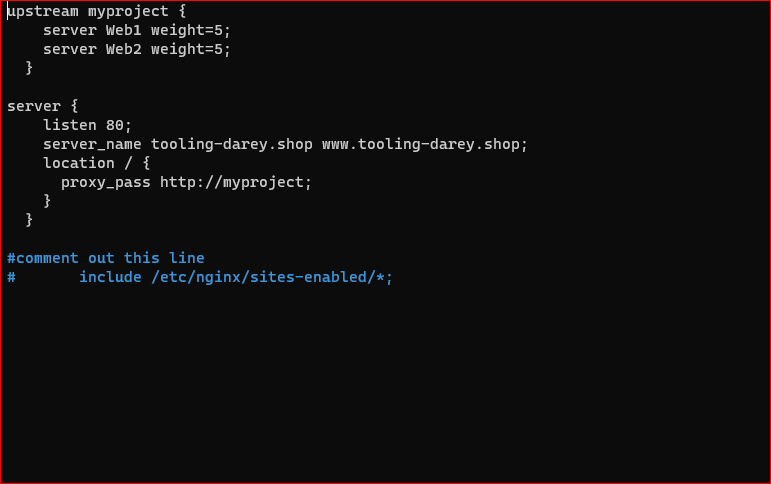 upstream myproject {
    server Web1 weight=5;
    server Web2 weight=5;
  }

server {
    listen 80;
    server_name tooling-darey.shop www.tooling-darey.shop;
    location / {
      proxy_pass http://myproject;
    }
  }

#comment out this line
#       include /etc/nginx/sites-enabled/*;